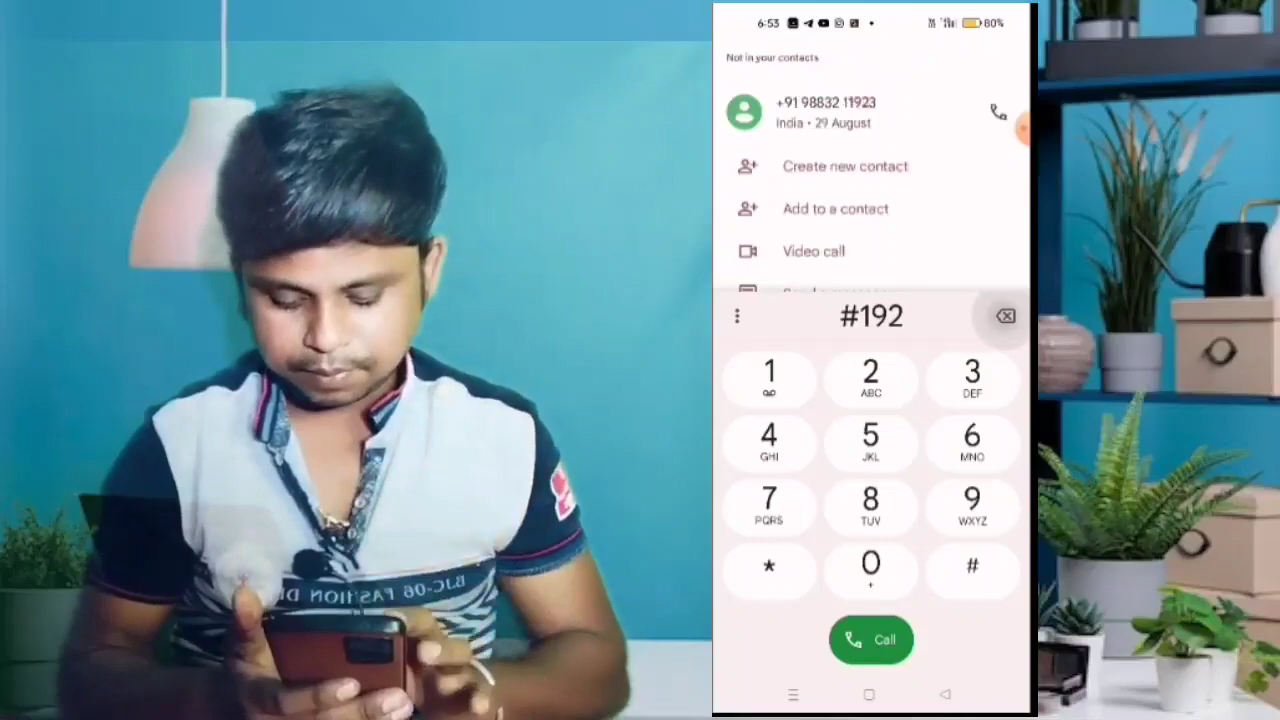 6:53
80%
Not in your contacts
+91 98832 11923
India • 29 August
Create new contact
Add to a contact
Video call
#192
1
2 ABC
3 DEF
4 GHI
5 JKL
6 MNO
7 PQRS
8 TUV
9 WXYZ
*
0 +
#
Call
BJC-06 FASHION